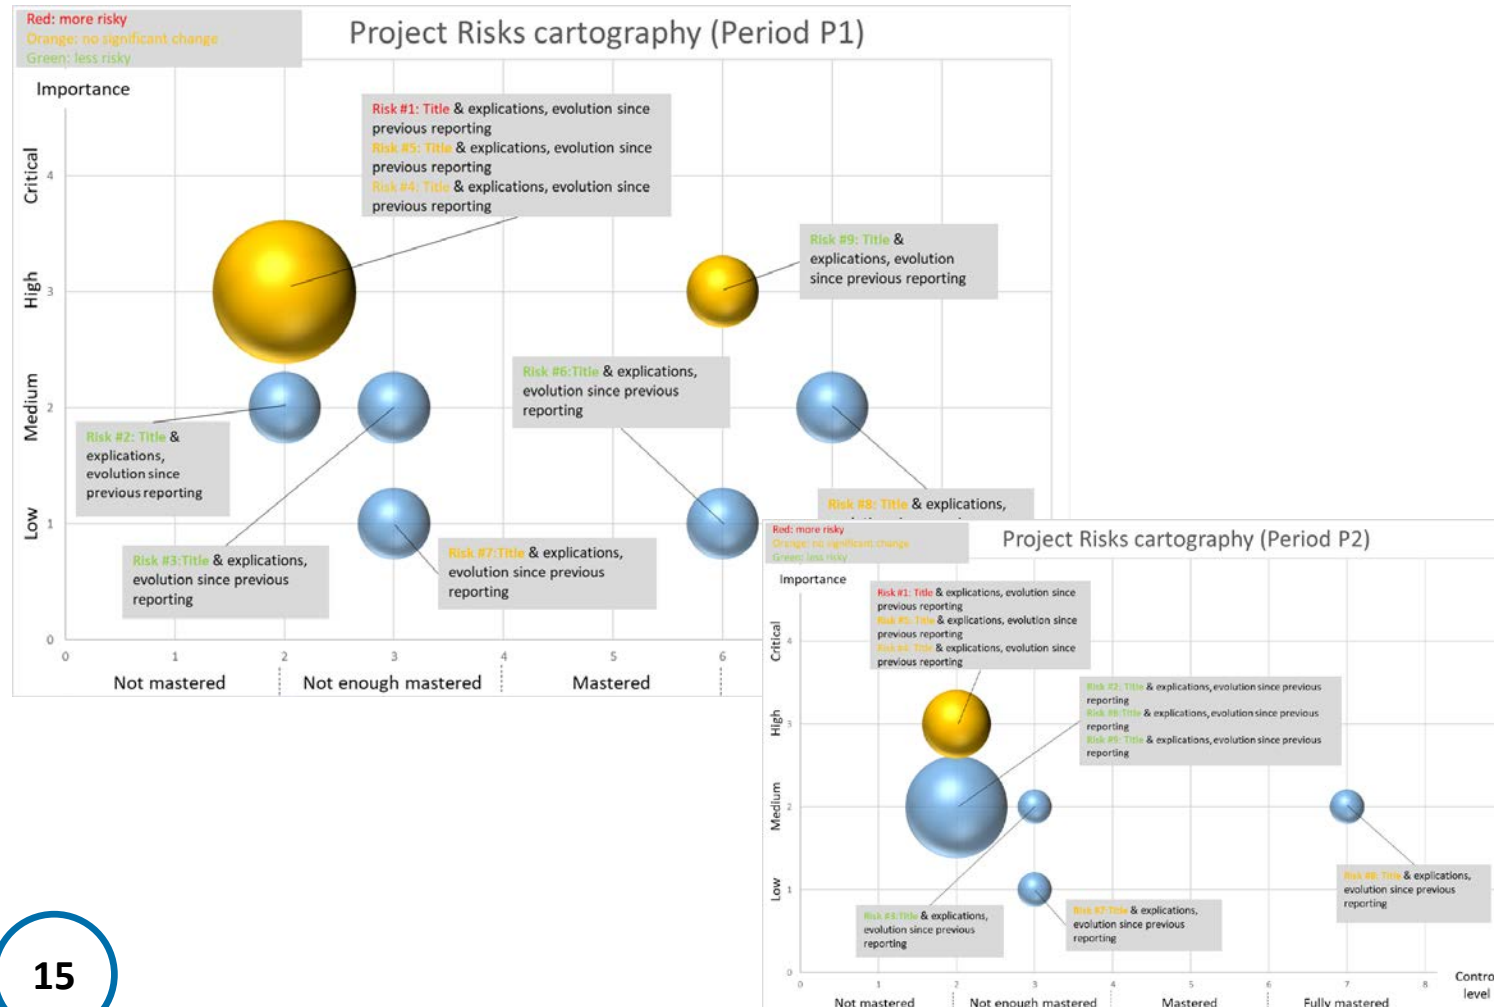 Red: more risky
Orange: no significant change
Green: less risky
Project Risks cartography (Period P1)
Importance
Risk #1: Title & explications, evolution since
previous reporting
Risk #5: Title & explications, evolution since
previous reporting
Risk #4: Title & explications, evolution since
previous reporting
Critical
4
Risk #9: Title &
explications, evolution
since previous reporting
High
3
Risk #6:Title & explications,
evolution since previous
reporting
Medium
2
Risk #2: Title &
explications,
evolution since
previous reporting
Risk #8: Title & explications,
Low
1
Risk #3:Title & explications,
evolution since previous
reporting
Risk #7:Title & explications,
evolution since previous
reporting
0
0 1 2 3 4 5 6
Not mastered Not enough mastered Mastered
Red: more risky
Orange: no significant change
Green: less risky
Project Risks cartography (Period P2)
Importance
Risk #1: Title & explications, evolution since
previous reporting
Risk #5: Title & explications, evolution since
previous reporting
Risk #4: Title & explications, evolution since
previous reporting
Critical
4
Risk #2: Title & explications, evolution since previous
reporting
Risk #6:Title & explications, evolution since previous
reporting
Risk #9: Title & explications, evolution since previous
reporting
High
3
Medium
2
Risk #8: Title & explications,
evolution since previous
reporting
Low
1
Risk #3:Title & explications,
evolution since previous
reporting
Risk #7:Title & explications,
evolution since previous
reporting
0
0 1 2 3 4 5 6 7 8
Contro
level
Not mastered Not enough mastered Mastered Fully mastered
15